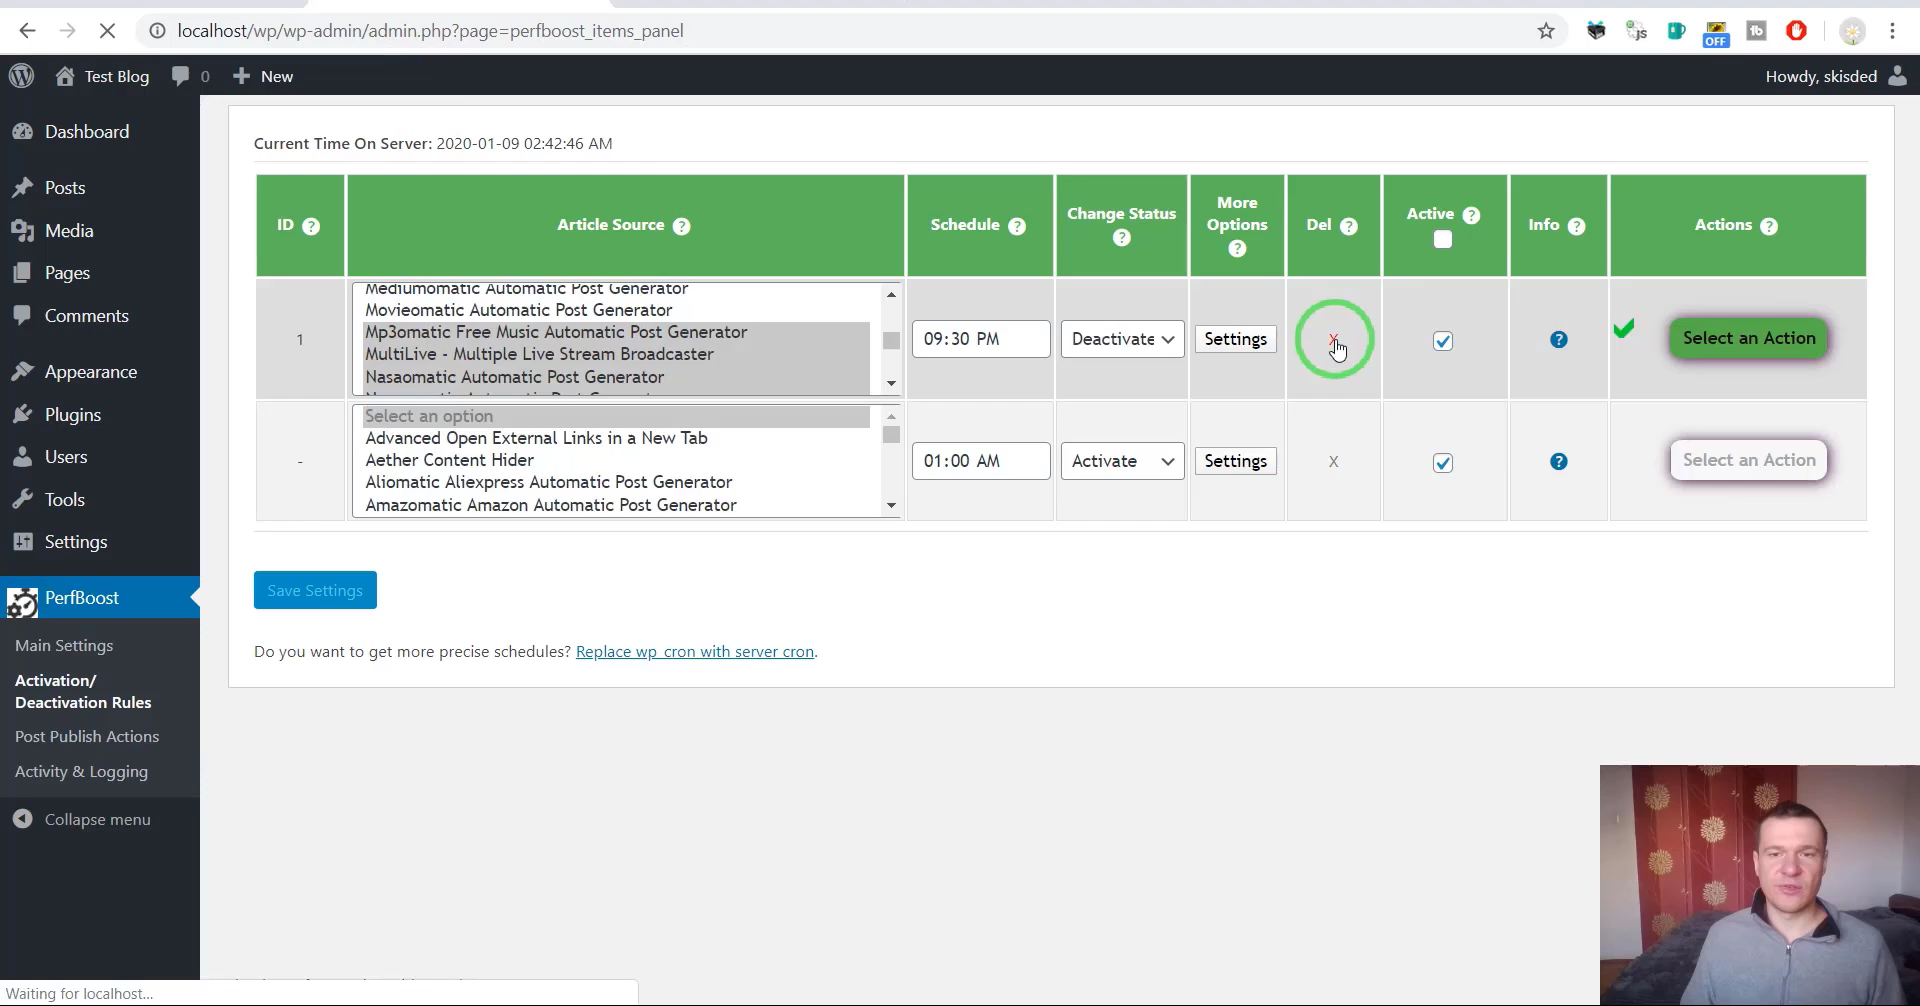 localhost/wp/wp-admin/admin.php?page=perfboost_items_panel
OFF
js
tb
Test Blog
0
New
Howdy, skisded
Dashboard
Posts
Media
Pages
Comments
Appearance
Plugins
Users
Tools
Settings
PerfBoost
Main Settings
Activation/
Deactivation Rules
Post Publish Actions
Activity & Logging
Collapse menu
Current Time On Server: 2020-01-09 02:42:46 AM
ID ?
Article Source ?
Schedule ?
Change Status
?
More
Options
?
Del ?
Active ?
Info ?
Actions ?
1
Mediumomatic Automatic Post Generator
Movieomatic Automatic Post Generator
Mp3omatic Free Music Automatic Post Generator
MultiLive - Multiple Live Stream Broadcaster
Nasaomatic Automatic Post Generator
09:30 PM
Deactivate
Settings
X
?
Select an Action
-
Select an option
Advanced Open External Links in a New Tab
Aether Content Hider
Aliomatic Aliexpress Automatic Post Generator
Amazomatic Amazon Automatic Post Generator
01:00 AM
Activate
Settings
X
?
Select an Action
Save Settings
Do you want to get more precise schedules? Replace wp_cron with server cron.
Waiting for localhost...